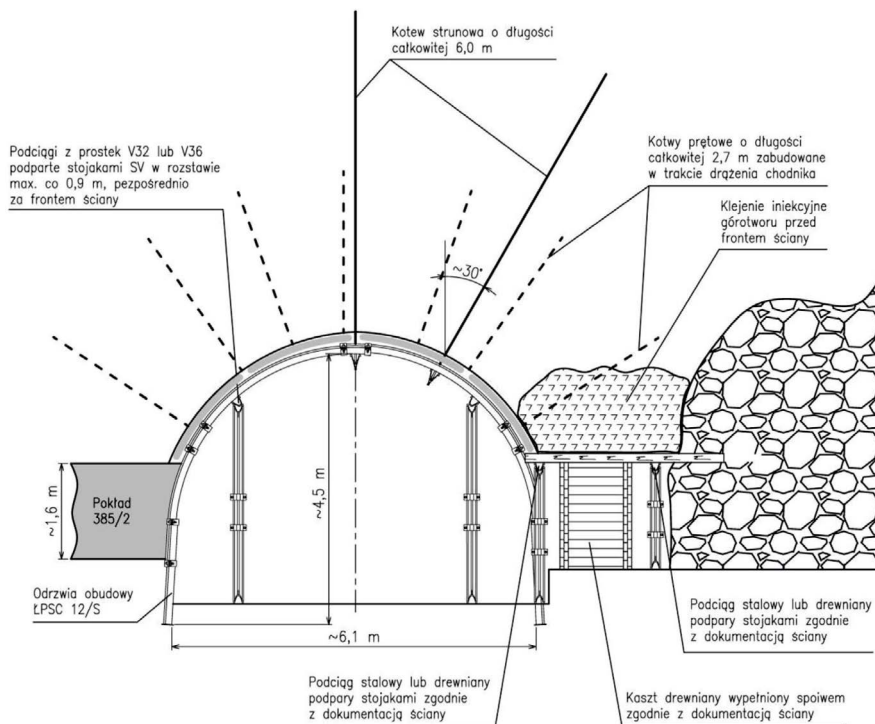 Kotew strunowa o długości
całkowitej 6,0 m
Podciągi z prostek V32 lub V36
podparte stojakami SV w rozstawie
max. co 0,9 m, pezpośrednio
za frontem ściany
Kotwy prętowe o długości
całkowitej 2,7 m zabudowane
w trakcie drążenia chodnika
Klejenie iniekcyjne
górotworu przed
frontem ściany
~30°
~1,6 m
Pokład
385/2
~4,5 m
Odrzwia obudowy
ŁPSC 12/S
~6,1 m
Podciąg stalowy lub drewniany
podpary stojakami zgodnie
z dokumentacją ściany
Podciąg stalowy lub drewniany
podpary stojakami zgodnie
z dokumentacją ściany
Kaszt drewniany wypełniony spoiwem
zgodnie z dokumentacją ściany